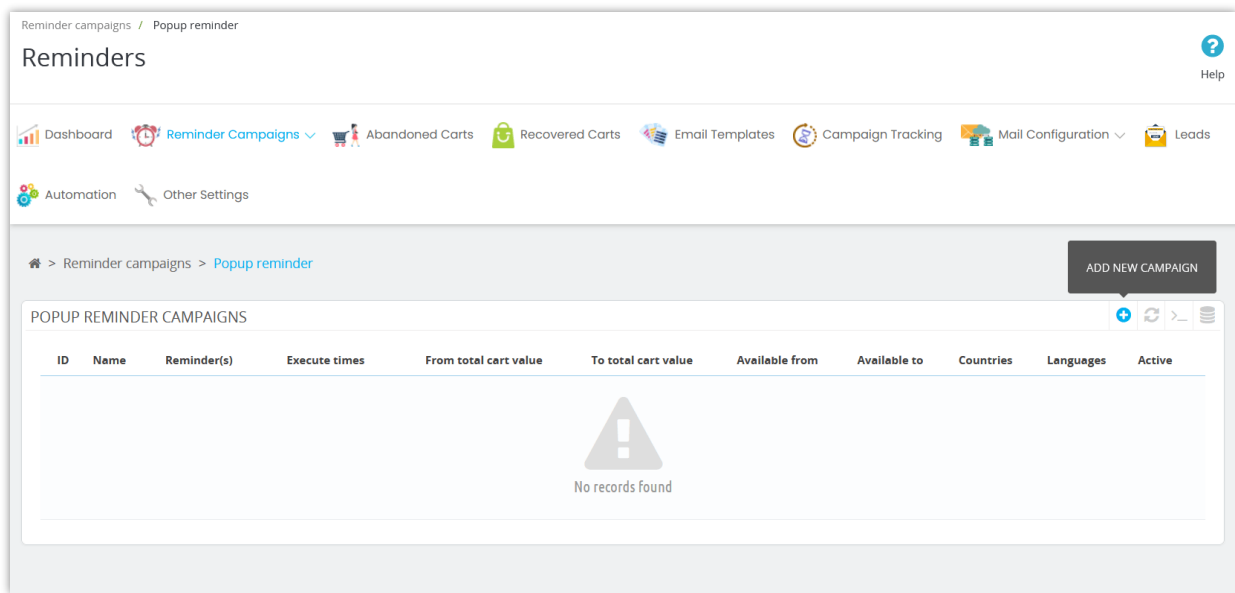 Reminder campaigns / Popup reminder
Reminders
Help
Dashboard Reminder Campaigns Abandoned Carts Recovered Carts Email Templates Campaign Tracking Mail Configuration Leads
Automation Other Settings
> Reminder campaigns > Popup reminder
ADD NEW CAMPAIGN
POPUP REMINDER CAMPAIGNS
ID Name Reminder(s) Execute times From total cart value To total cart value Available from Available to Countries Languages Active
No records found